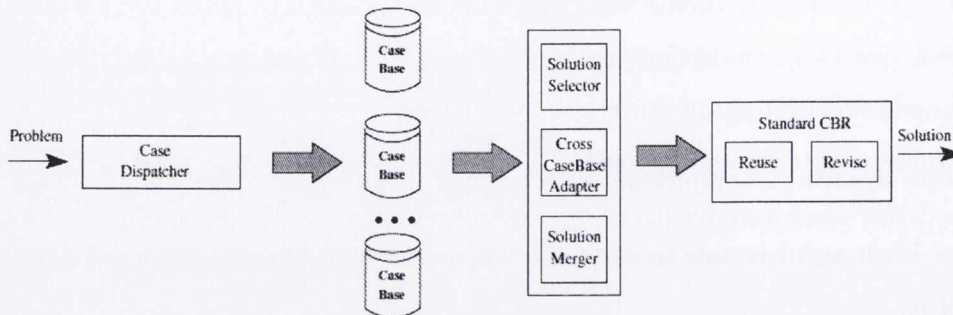 Problem
Case
Dispatcher
Case
Base
Case
Base
Case
Base
Solution
Selector
Cross
CaseBase
Adapter
Solution
Merger
Standard CBR
Reuse
Revise
Solution